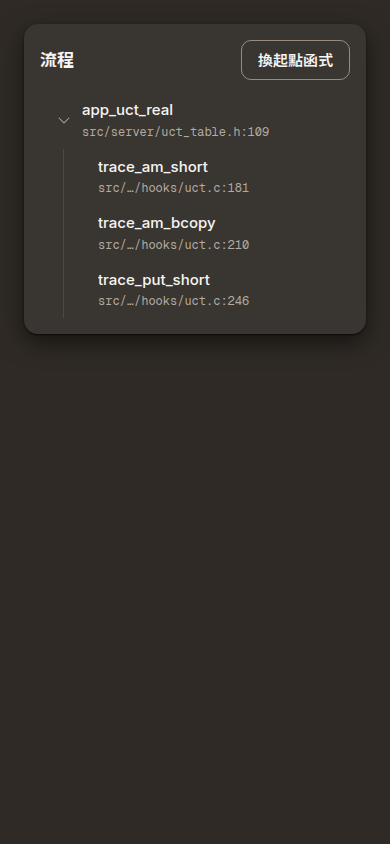 流程
換起點函式
app_uct_real
src/server/uct_table.h:109
trace_am_short
src/…/hooks/uct.c:181
trace_am_bcopy
src/…/hooks/uct.c:210
trace_put_short
src/…/hooks/uct.c:246